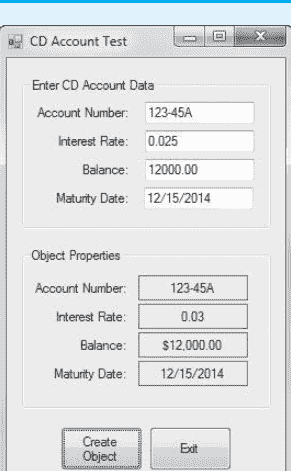 CD Account Test
Enter CD Account Data
Account Number: 123-45A
Interest Rate: 0.025
Balance: 12000.00
Maturity Date: 12/15/2014
Object Properties
Account Number: 123-45A
Interest Rate: 0.03
Balance: $12,000.00
Maturity Date: 12/15/2014
Create
Object
Exit